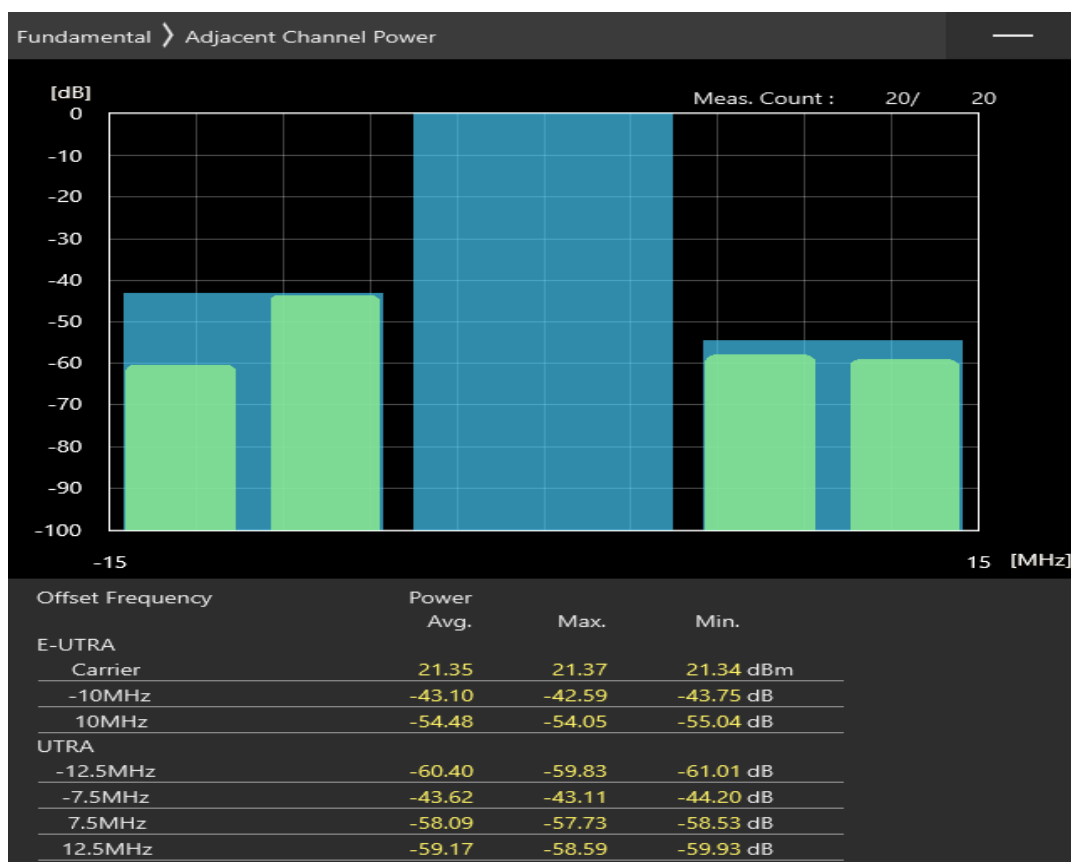 Fundamental ❯ Adjacent Channel Power
[dB]
Meas. Count : 20/ 20
0
-10
-20
-30
-40
-50
-60
-70
-80
-90
-100
-15 15 [MHz]
Offset Frequency Power
Avg. Max. Min.
E-UTRA
Carrier 21.35 21.37 21.34 dBm
-10MHz -43.10 -42.59 -43.75 dB
10MHz -54.48 -54.05 -55.04 dB
UTRA
-12.5MHz -60.40 -59.83 -61.01 dB
-7.5MHz -43.62 -43.11 -44.20 dB
7.5MHz -58.09 -57.73 -58.53 dB
12.5MHz -59.17 -58.59 -59.93 dB